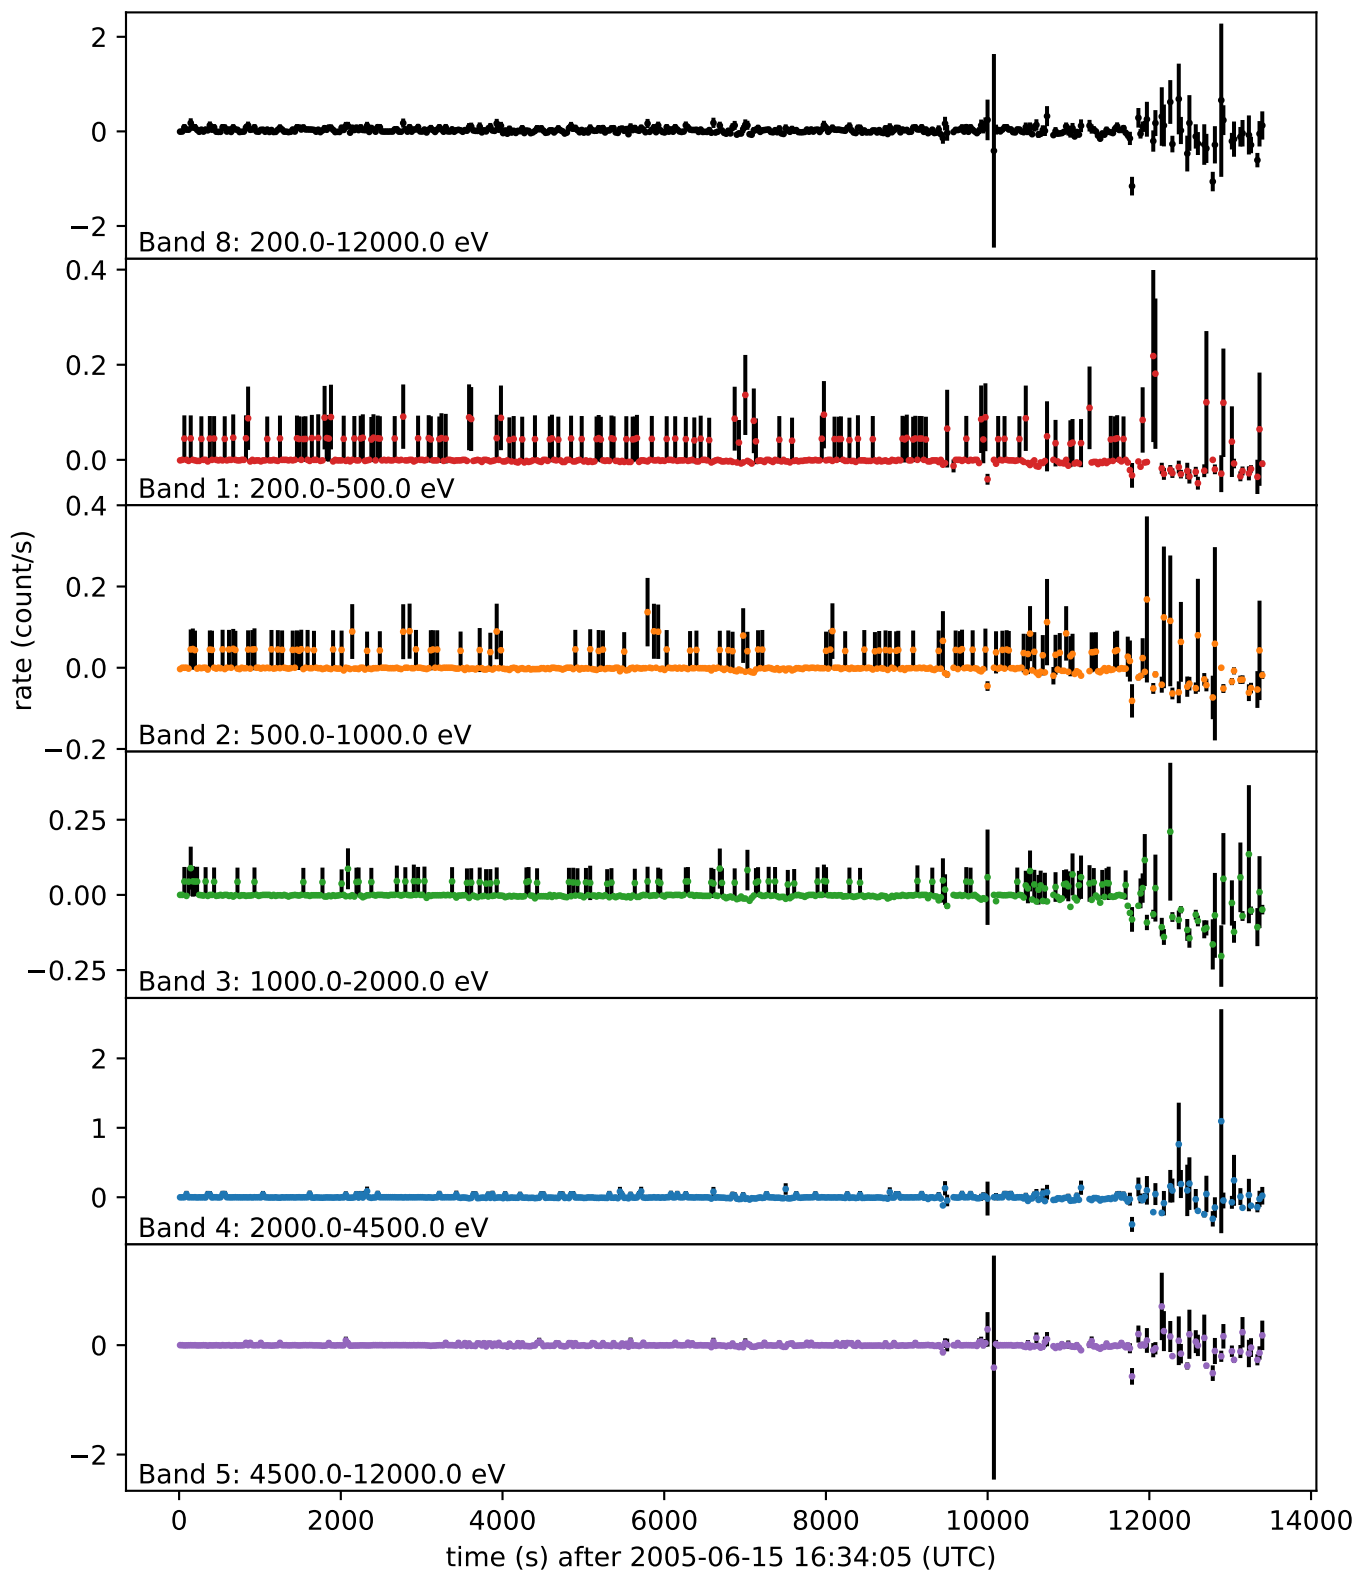 2
0
−2
Band 8: 200.0-12000.0 eV
0.4
0.2
0.0
Band 1: 200.0-500.0 eV
0.4
0.2
0.0
−0.2
Band 2: 500.0-1000.0 eV
rate (count/s)
0.25
0.00
−0.25
Band 3: 1000.0-2000.0 eV
2
1
0
Band 4: 2000.0-4500.0 eV
0
−2
Band 5: 4500.0-12000.0 eV
0 2000 4000 6000 8000 10000 12000 14000
time (s) after 2005-06-15 16:34:05 (UTC)